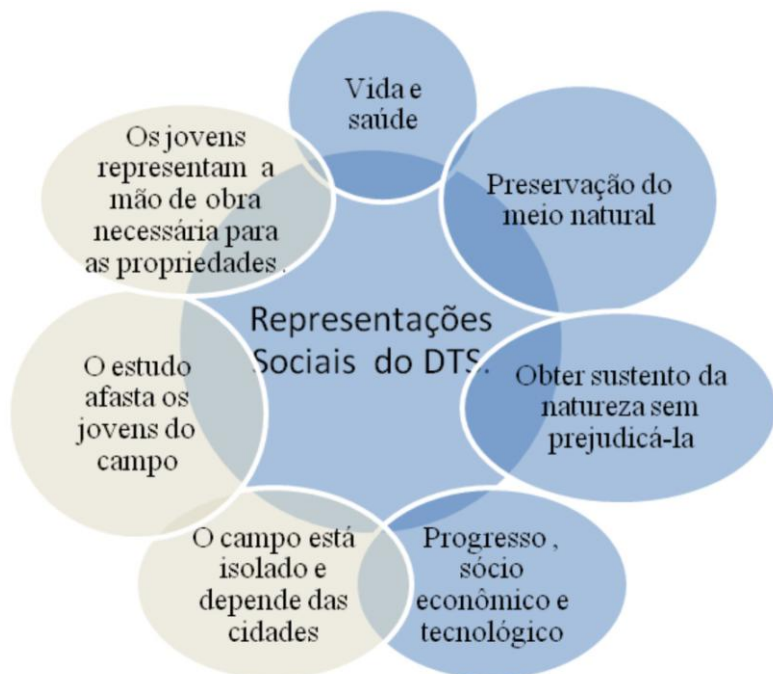 Vida e
saúde
Preservação do
meio natural
Obter sustento da
natureza sem
prejudicá-la
Progresso ,
sócio
econômico e
tecnológico
O campo está
isolado e
depende das
cidades
O estudo
afasta os
jovens do
campo
Os jovens
representam a
mão de obra
necessária para
as propriedades .
Representações
Sociais do DTS.